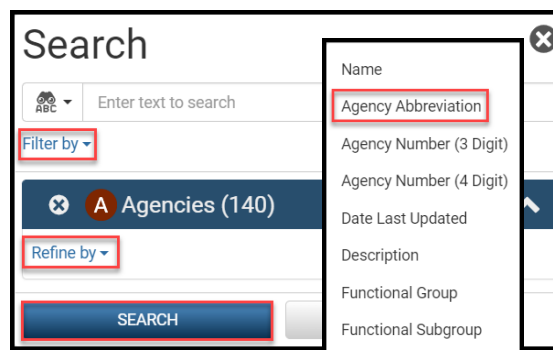 Search
ABC
Enter text to search
Filter by
A Agencies (140)
Refine by
SEARCH
Name
Agency Abbreviation
Agency Number (3 Digit)
Agency Number (4 Digit)
Date Last Updated
Description
Functional Group
Functional Subgroup